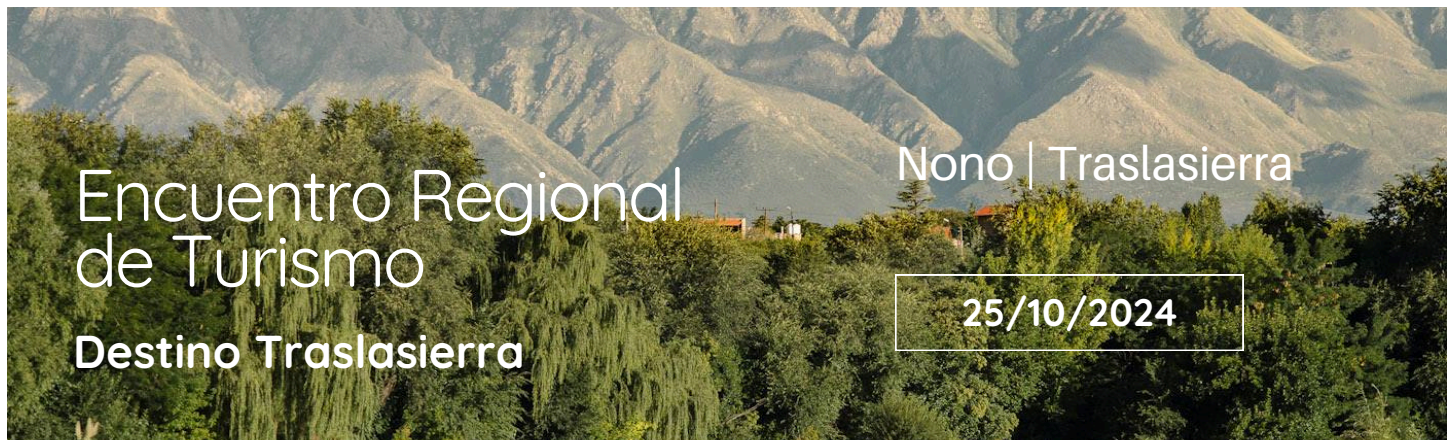 Encuentro Regional
de Turismo
Destino Traslasierra
Nono | Traslasierra
25/10/2024